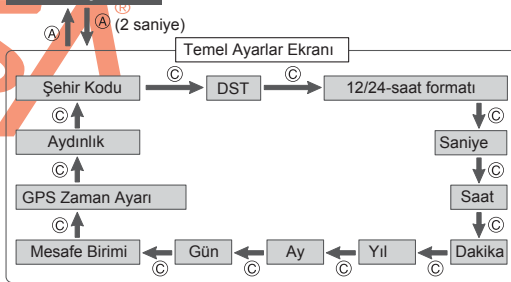 ®
Ⓐ Ⓐ (2 saniye)
Temel Ayarlar Ekranı
Ⓒ Ⓒ
Şehir Kodu DST 12/24-saat formatı
Ⓒ Ⓒ
Aydınlık Saniye
Ⓒ Ⓒ
GPS Zaman Ayarı Saat
Ⓒ Ⓒ
Mesafe Birimi Gün Ay Yıl Dakika
Ⓒ Ⓒ Ⓒ Ⓒ